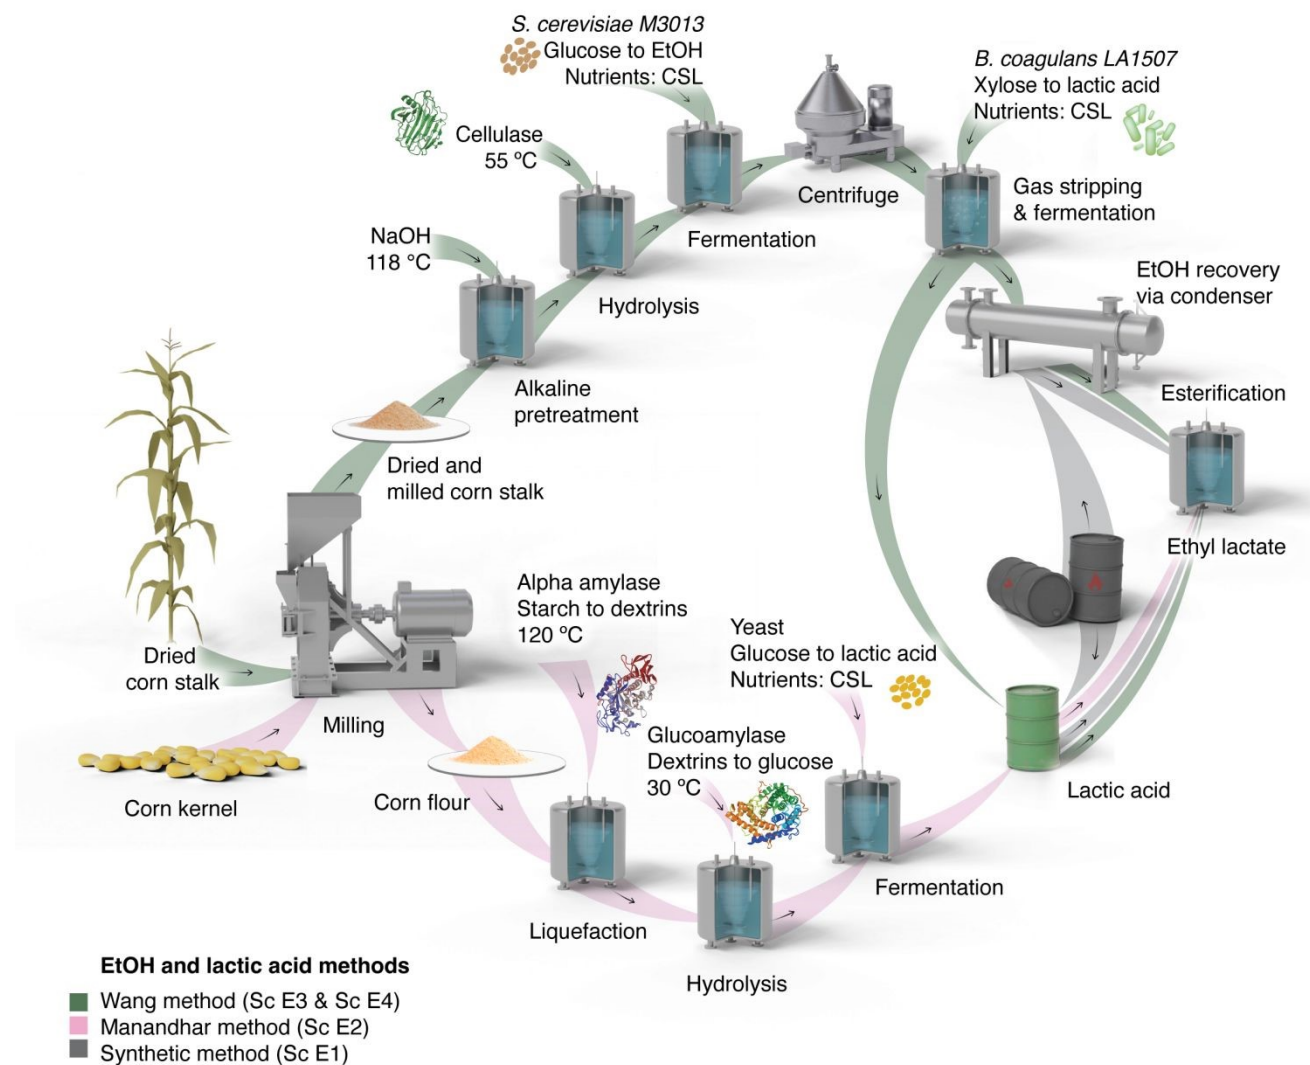 S. cerevisiae M3013
Glucose to EtOH
Nutrients: CSL
B. coagulans LA1507
Xylose to lactic acid
Nutrients: CSL
Cellulase
55 ºC
Centrifuge
Gas stripping
& fermentation
Fermentation
NaOH
118 °C
Hydrolysis
EtOH recovery
via condenser
Alkaline
pretreatment
Esterification
Dried and
milled corn stalk
Ethyl lactate
Alpha amylase
Starch to dextrins
120 ºC
Yeast
Glucose to lactic acid
Nutrients: CSL
Dried
corn stalk
Milling
Glucoamylase
Dextrins to glucose
30 ºC
Corn kernel
Corn flour
Lactic acid
Fermentation
Liquefaction
Hydrolysis
EtOH and lactic acid methods
Wang method (Sc E3 & Sc E4)
Manandhar method (Sc E2)
Synthetic method (Sc E1)